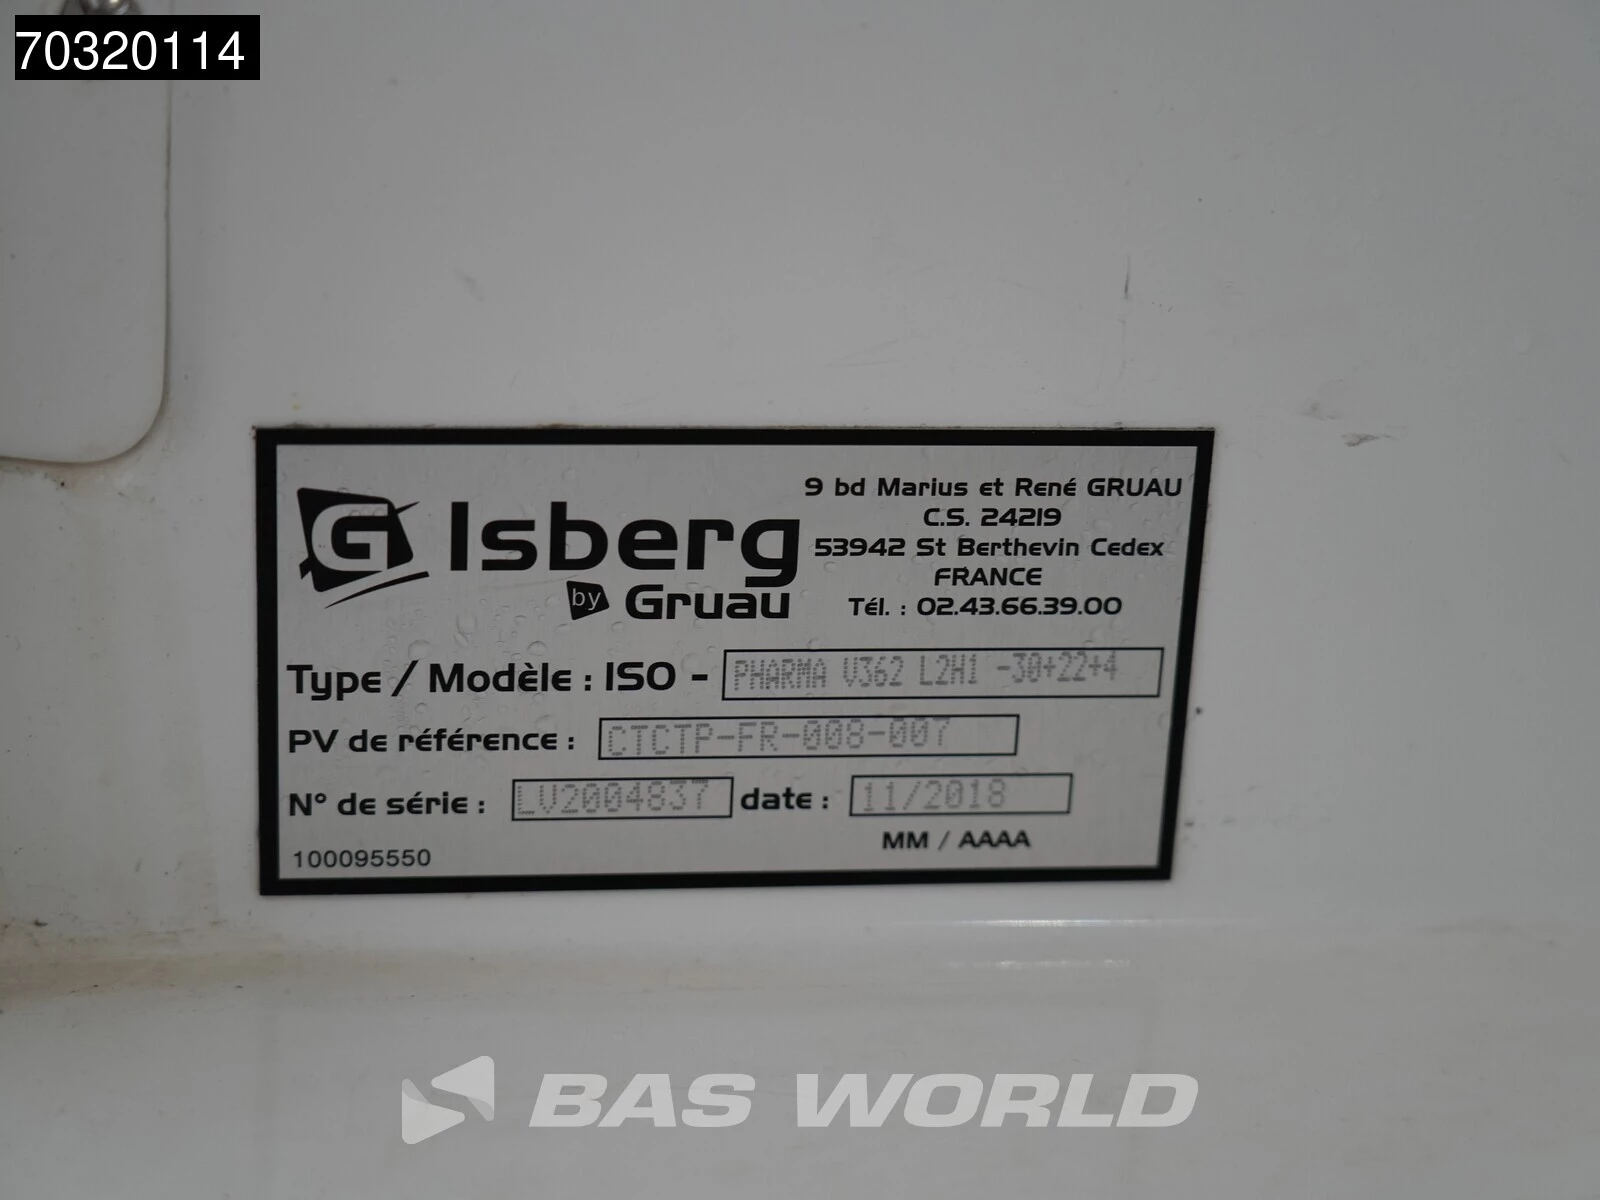 70320114
G Isberg
by Gruau
9 bd Marius et René GRUAU
C.S. 24219
53942 St Berthevin Cedex
FRANCE
Tél. : 02.43.66.39.00
Type / Modèle : ISO - PHARMA V362 L2H1 -30+22+4
PV de référence : CTCTP-FR-008-007
N° de série : LV2004837 date : 11/2018
MM / AAAA
100095550
BAS WORLD